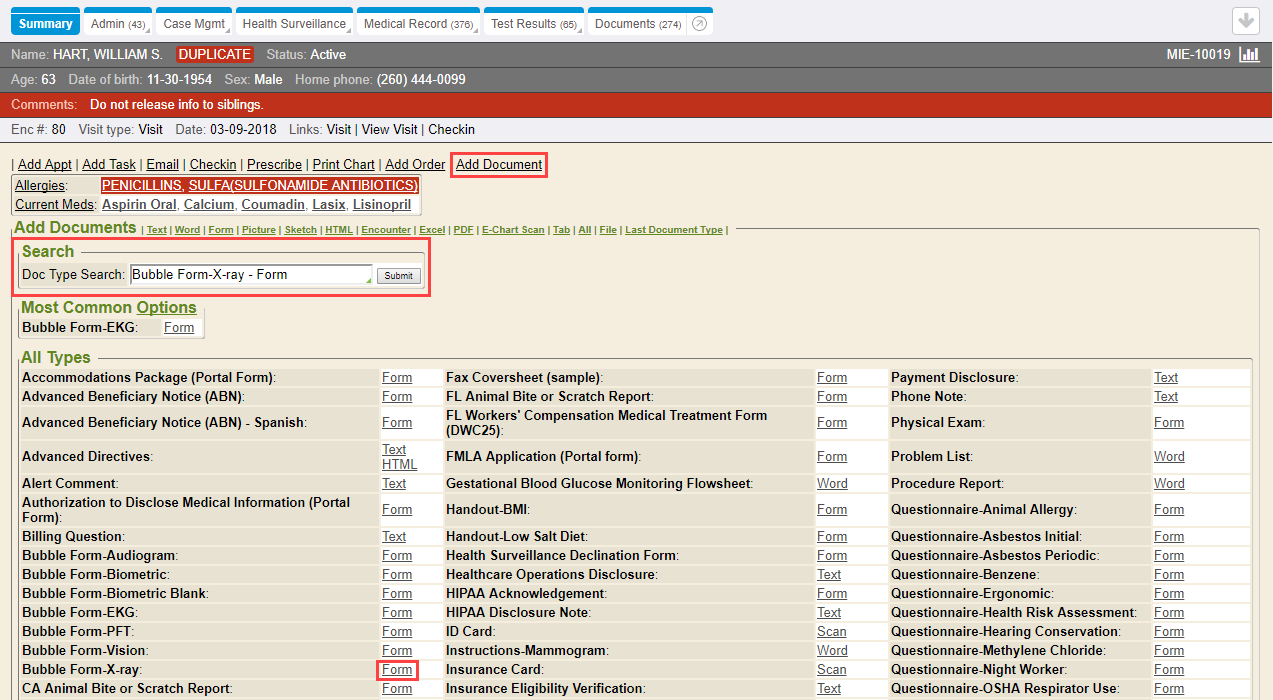 Summary Admin (43) Case Mgmt Health Surveillance Medical Record (376) Test Results (65) Documents (274)
Name: HART, WILLIAM S. DUPLICATE Status: Active MIE-10019
Age: 63 Date of birth: 11-30-1954 Sex: Male Home phone: (260) 444-0099
Comments: Do not release info to siblings.
Enc #: 80 Visit type: Visit Date: 03-09-2018 Links: Visit | View Visit | Checkin
| Add Appt | Add Task | Email | Checkin | Prescribe | Print Chart | Add Order Add Document
Allergies: PENICILLINS, SULFA(SULFONAMIDE ANTIBIOTICS)
Current Meds: Aspirin Oral, Calcium, Coumadin, Lasix, Lisinopril
Add Documents | Text | Word | Form | Picture | Sketch | HTML | Encounter | Excel | PDF | E-Chart Scan | Tab | All | File | Last Document Type |
Search
Doc Type Search: Bubble Form-X-ray - Form Submit
Most Common Options
Bubble Form-EKG: Form
All Types
Accommodations Package (Portal Form): Form Fax Coversheet (sample): Form Payment Disclosure: Text
Advanced Beneficiary Notice (ABN): Form FL Animal Bite or Scratch Report: Form Phone Note: Text
Advanced Beneficiary Notice (ABN) - Spanish: Form FL Workers' Compensation Medical Treatment Form (DWC25): Form Physical Exam: Form
Advanced Directives: Text HTML FMLA Application (Portal form): Form Problem List: Word
Alert Comment: Text Gestational Blood Glucose Monitoring Flowsheet: Word Procedure Report: Word
Authorization to Disclose Medical Information (Portal Form): Form Handout-BMI: Form Questionnaire-Animal Allergy: Form
Billing Question: Text Handout-Low Salt Diet: Form Questionnaire-Asbestos Initial: Form
Bubble Form-Audiogram: Form Health Surveillance Declination Form: Form Questionnaire-Asbestos Periodic: Form
Bubble Form-Biometric: Form Healthcare Operations Disclosure: Text Questionnaire-Benzene: Form
Bubble Form-Biometric Blank: Form HIPAA Acknowledgement: Form Questionnaire-Ergonomic: Form
Bubble Form-EKG: Form HIPAA Disclosure Note: Text Questionnaire-Health Risk Assessment: Form
Bubble Form-PFT: Form ID Card: Scan Questionnaire-Hearing Conservation: Form
Bubble Form-Vision: Form Instructions-Mammogram: Word Questionnaire-Methylene Chloride: Form
Bubble Form-X-ray: Form Insurance Card: Scan Questionnaire-Night Worker: Form
CA Animal Bite or Scratch Report: Form Insurance Eligibility Verification: Text Questionnaire-OSHA Respirator Use: Form